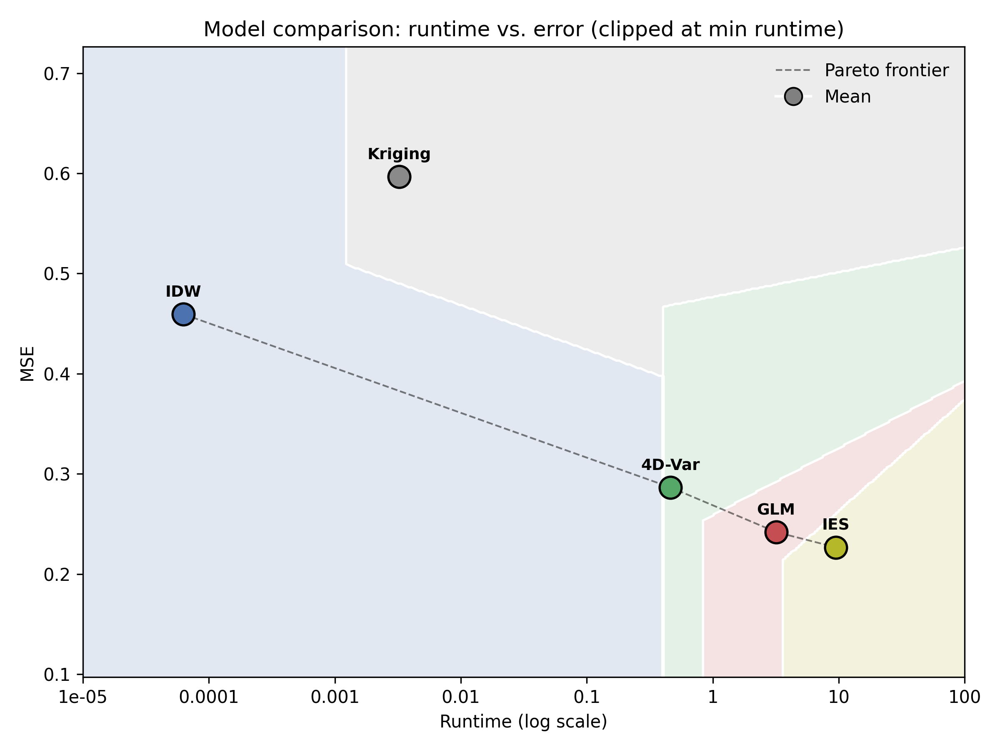 Model comparison: runtime vs. error (clipped at min runtime)
Pareto frontier
Mean
Kriging
IDW
4D-Var
GLM
IES
MSE
0.7
0.6
0.5
0.4
0.3
0.2
0.1
1e-05 0.0001 0.001 0.01 0.1 1 10 100
Runtime (log scale)